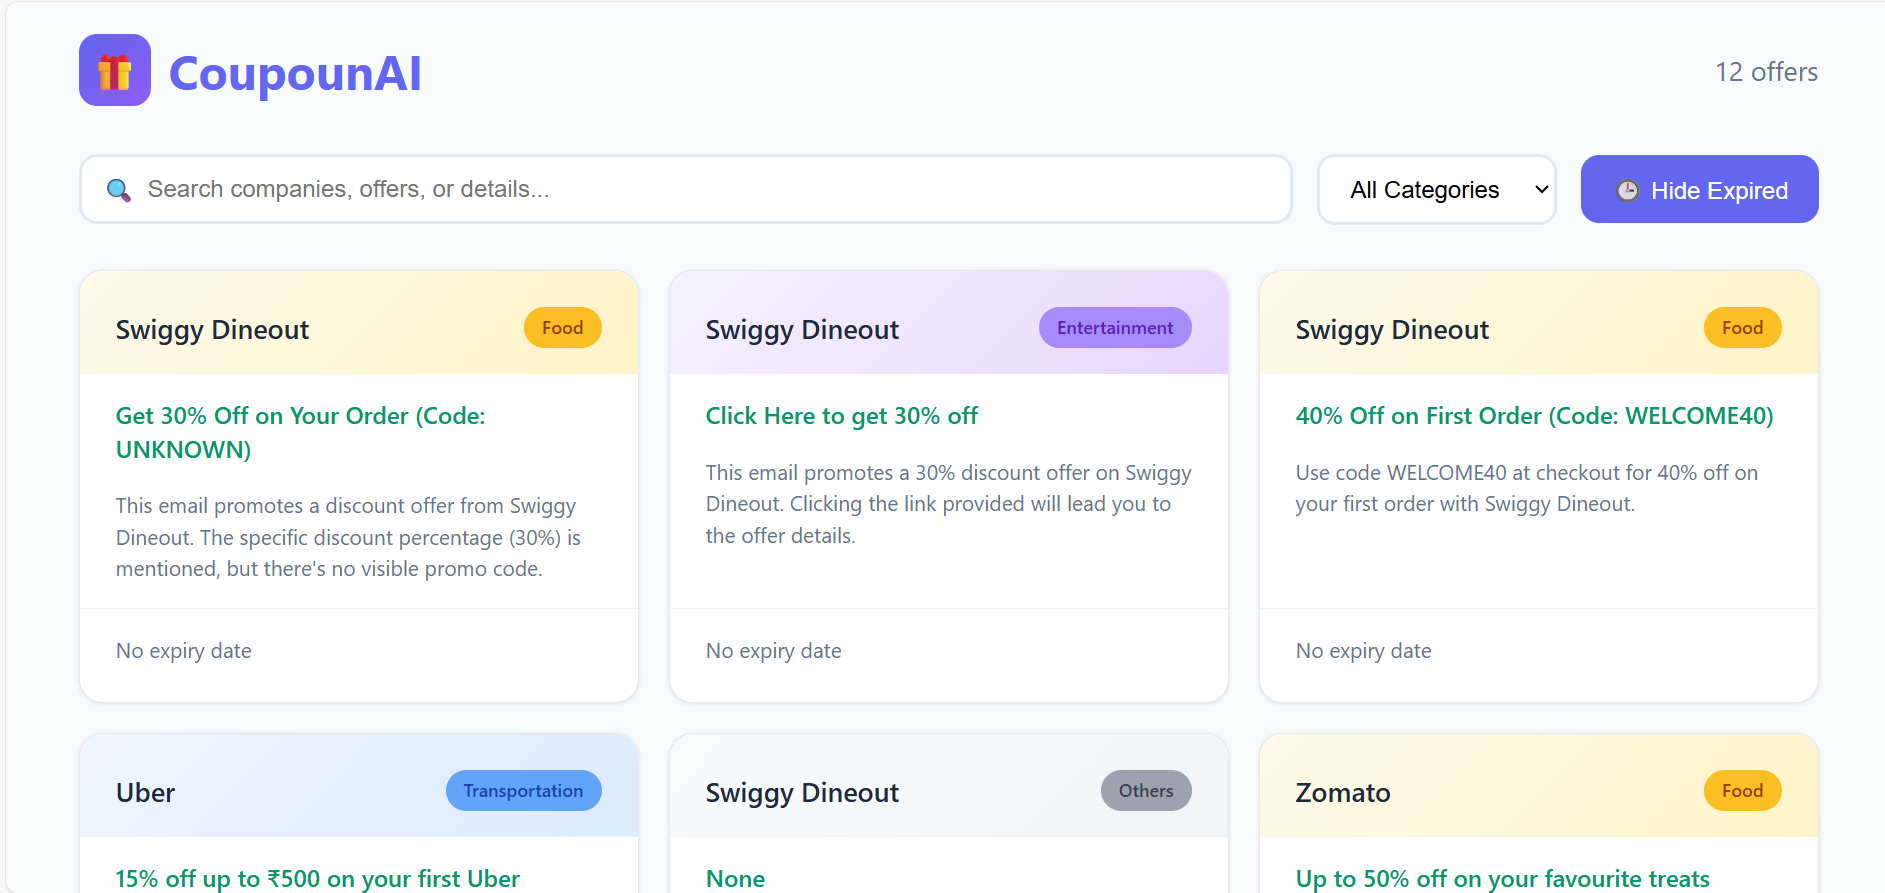 CoupounAI
12 offers
Search companies, offers, or details...
All Categories
Hide Expired
Swiggy Dineout
Food
Get 30% Off on Your Order (Code:
UNKNOWN)
This email promotes a discount offer from Swiggy
Dineout. The specific discount percentage (30%) is
mentioned, but there's no visible promo code.
No expiry date
Swiggy Dineout
Entertainment
Click Here to get 30% off
This email promotes a 30% discount offer on Swiggy
Dineout. Clicking the link provided will lead you to
the offer details.
No expiry date
Swiggy Dineout
Food
40% Off on First Order (Code: WELCOME40)
Use code WELCOME40 at checkout for 40% off on
your first order with Swiggy Dineout.
No expiry date
Uber
Transportation
15% off up to ₹500 on your first Uber
Swiggy Dineout
Others
None
Zomato
Food
Up to 50% off on your favourite treats